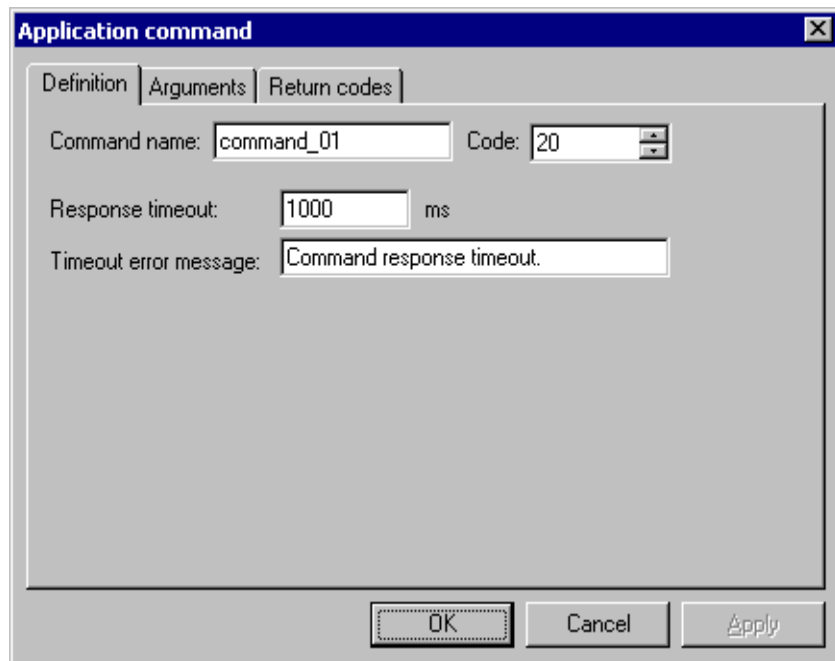 Application command
Definition Arguments Return codes
Command name: command_01 Code: 20
Response timeout: 1000 ms
Timeout error message: Command response timeout.
OK Cancel Apply